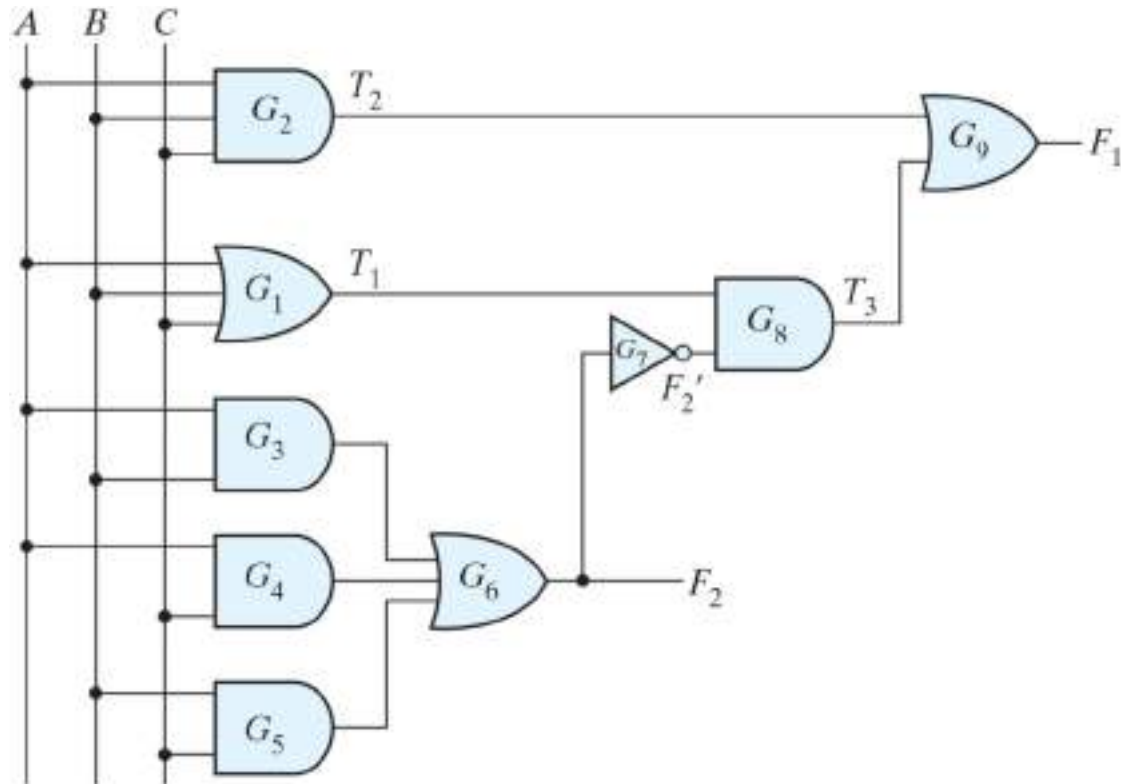 A B C
G₂ T₂
G₉ F₁
G₁ T₁
G₈ T₃
G₇
F₂′
G₃
G₄
G₆ F₂
G₅